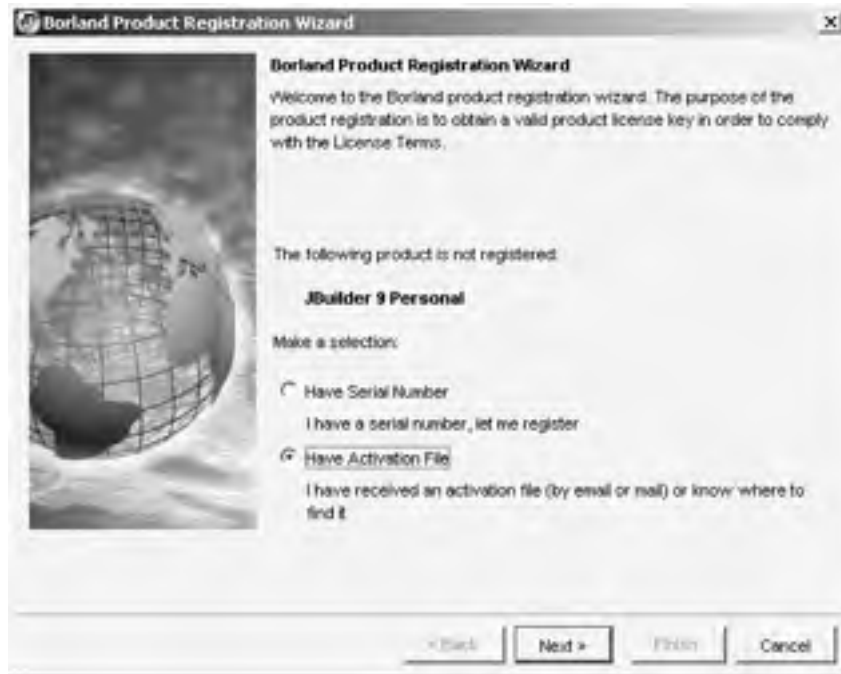 Borland Product Registration Wizard
Borland Product Registration Wizard
Welcome to the Borland product registration wizard. The purpose of the
product registration is to obtain a valid product license key in order to comply
with the License Terms.
The following product is not registered:
JBuilder 9 Personal
Make a selection:
Have Serial Number
I have a serial number, let me register
Have Activation File
I have received an activation file (by email or mail) or know where to
find it
< Back Next > Finish Cancel